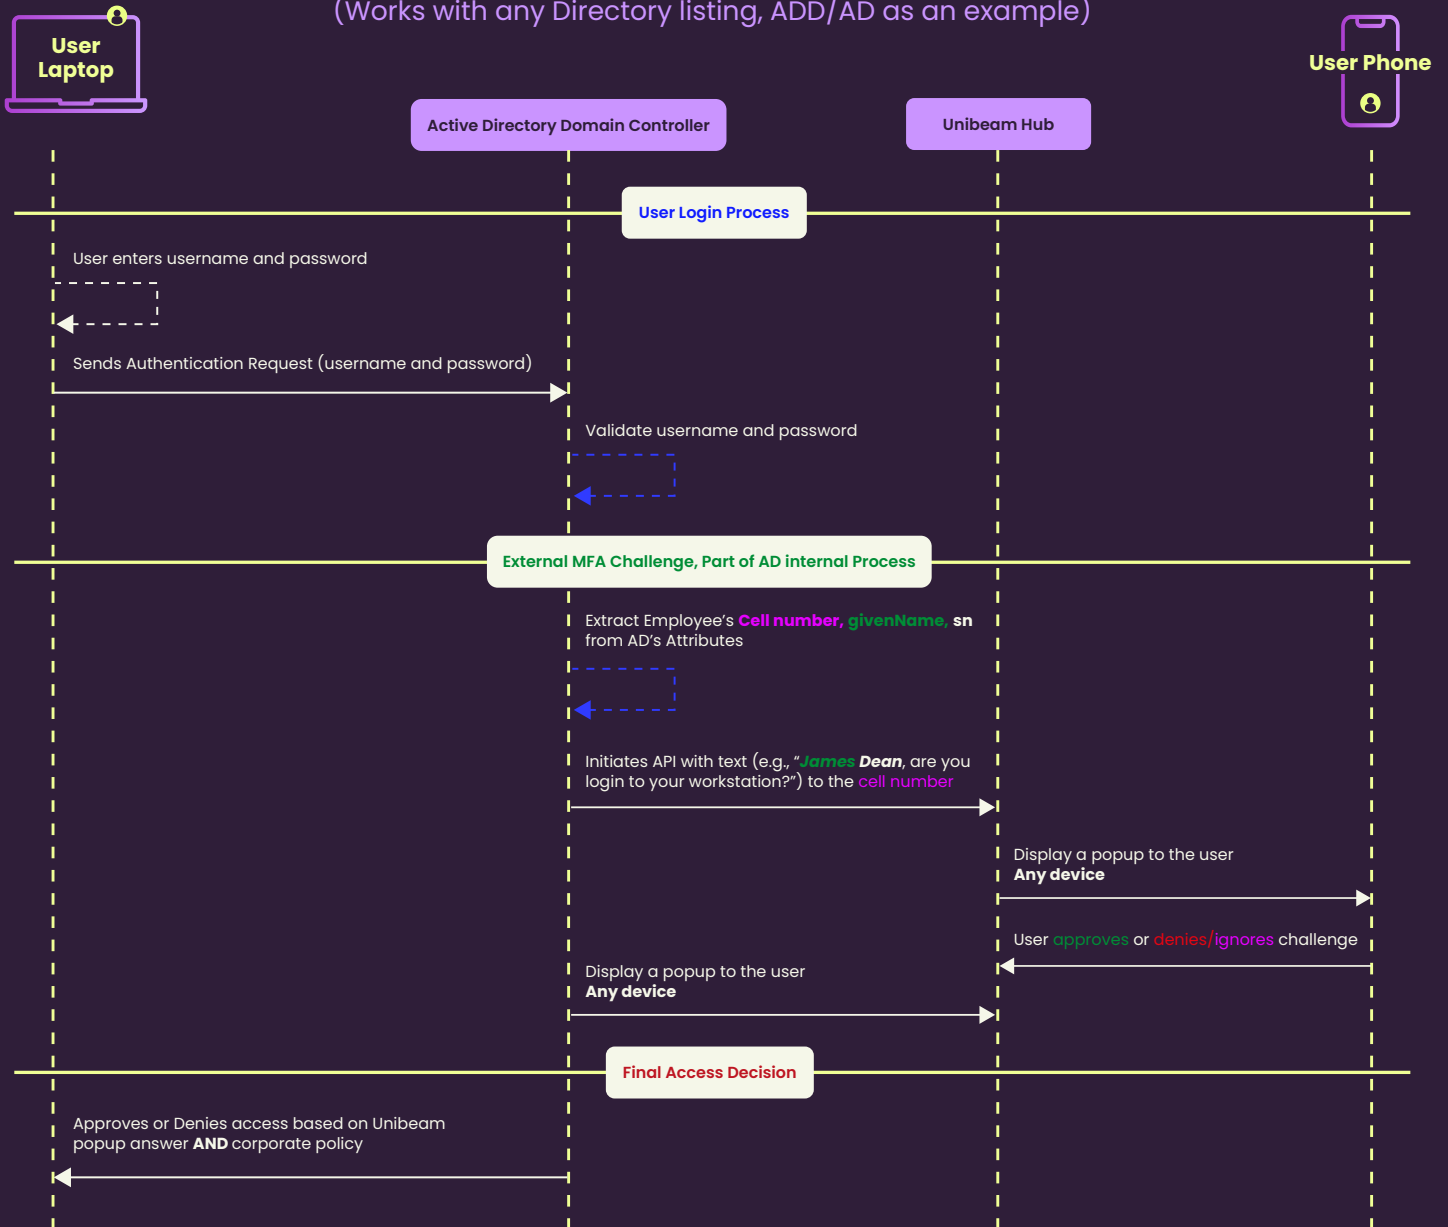 (Works with any Directory listing, ADD/AD as an example)
User
Laptop
User Phone
Active Directory Domain Controller
Unibeam Hub
User Login Process
User enters username and password
Sends Authentication Request (username and password)
Validate username and password
External MFA Challenge, Part of AD internal Process
Extract Employee’s Cell number, givenName, sn
from AD’s Attributes
Initiates API with text (e.g., “James Dean, are you
login to your workstation?”) to the cell number
Display a popup to the user
Any device
User approves or denies/ignores challenge
Display a popup to the user
Any device
Final Access Decision
Approves or Denies access based on Unibeam
popup answer AND corporate policy